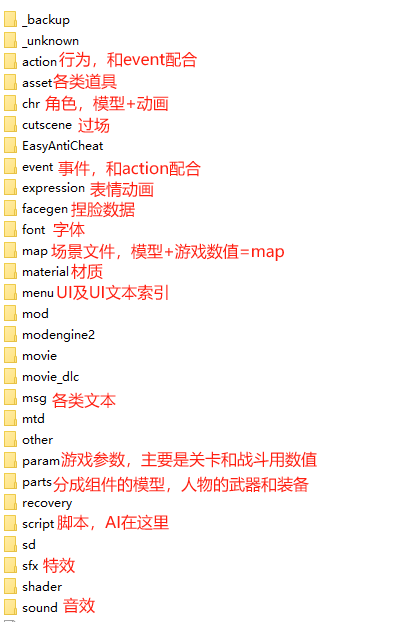 _backup
_unknown
action 行为，和event配合
asset 各类道具
chr 角色，模型+动画
cutscene 过场
EasyAntiCheat
event 事件，和action配合
expression 表情动画
facegen 捏脸数据
font 字体
map 场景文件，模型+游戏数值=map
material 材质
menu UI及UI文本索引
mod
modengine2
movie
movie_dlc
msg 各类文本
mtd
other
param 游戏参数，主要是关卡和战斗用数值
parts 分成组件的模型，人物的武器和装备
recovery
script 脚本，AI在这里
sd
sfx 特效
shader
sound 音效